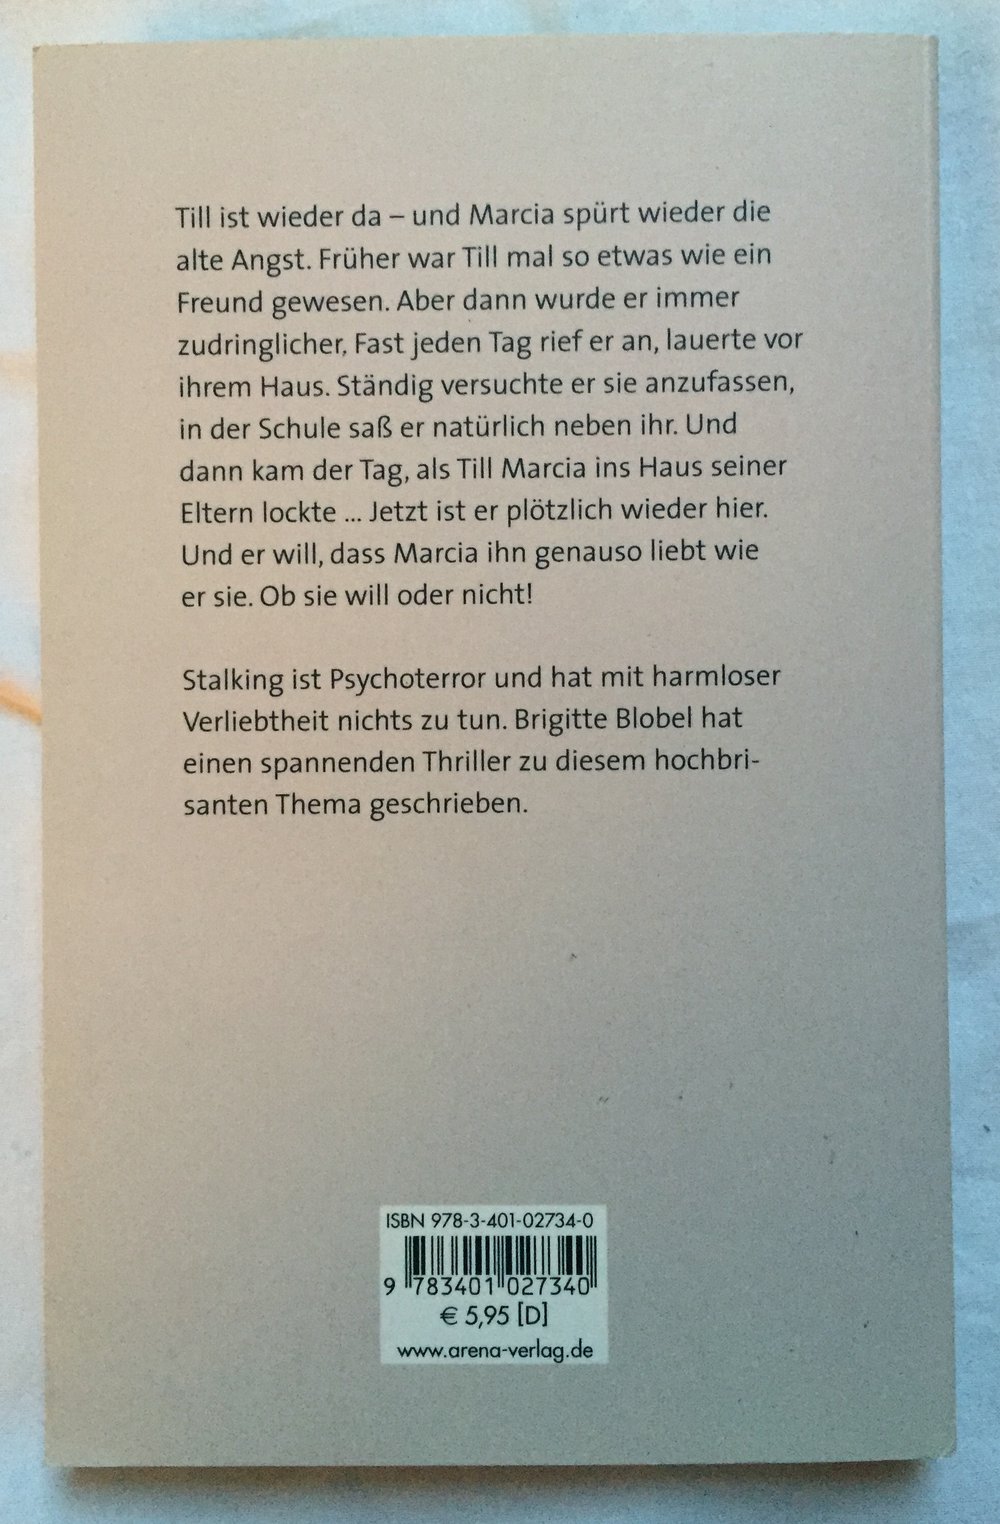 Till ist wieder da – und Marcia spürt wieder die
alte Angst. Früher war Till mal so etwas wie ein
Freund gewesen. Aber dann wurde er immer
zudringlicher. Fast jeden Tag rief er an, lauerte vor
ihrem Haus. Ständig versuchte er sie anzufassen,
in der Schule saß er natürlich neben ihr. Und
dann kam der Tag, als Till Marcia ins Haus seiner
Eltern lockte ... Jetzt ist er plötzlich wieder hier.
Und er will, dass Marcia ihn genauso liebt wie
er sie. Ob sie will oder nicht!
Stalking ist Psychoterror und hat mit harmloser
Verliebtheit nichts zu tun. Brigitte Blobel hat
einen spannenden Thriller zu diesem hochbri-
santen Thema geschrieben.
ISBN 978-3-401-02734-0
9 783401 027340
€ 5,95 [D]
www.arena-verlag.de